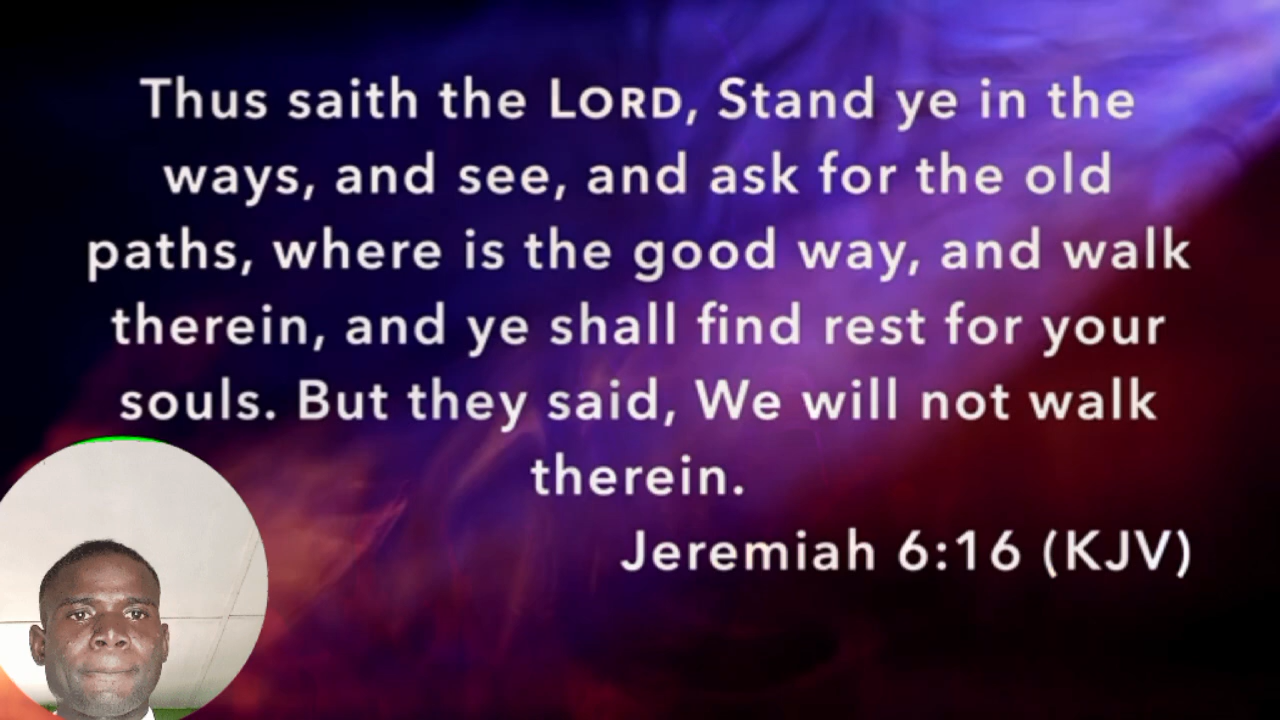 Thus saith the LORD, Stand ye in the
ways, and see, and ask for the old
paths, where is the good way, and walk
therein, and ye shall find rest for your
souls. But they said, We will not walk
therein.
Jeremiah 6:16 (KJV)